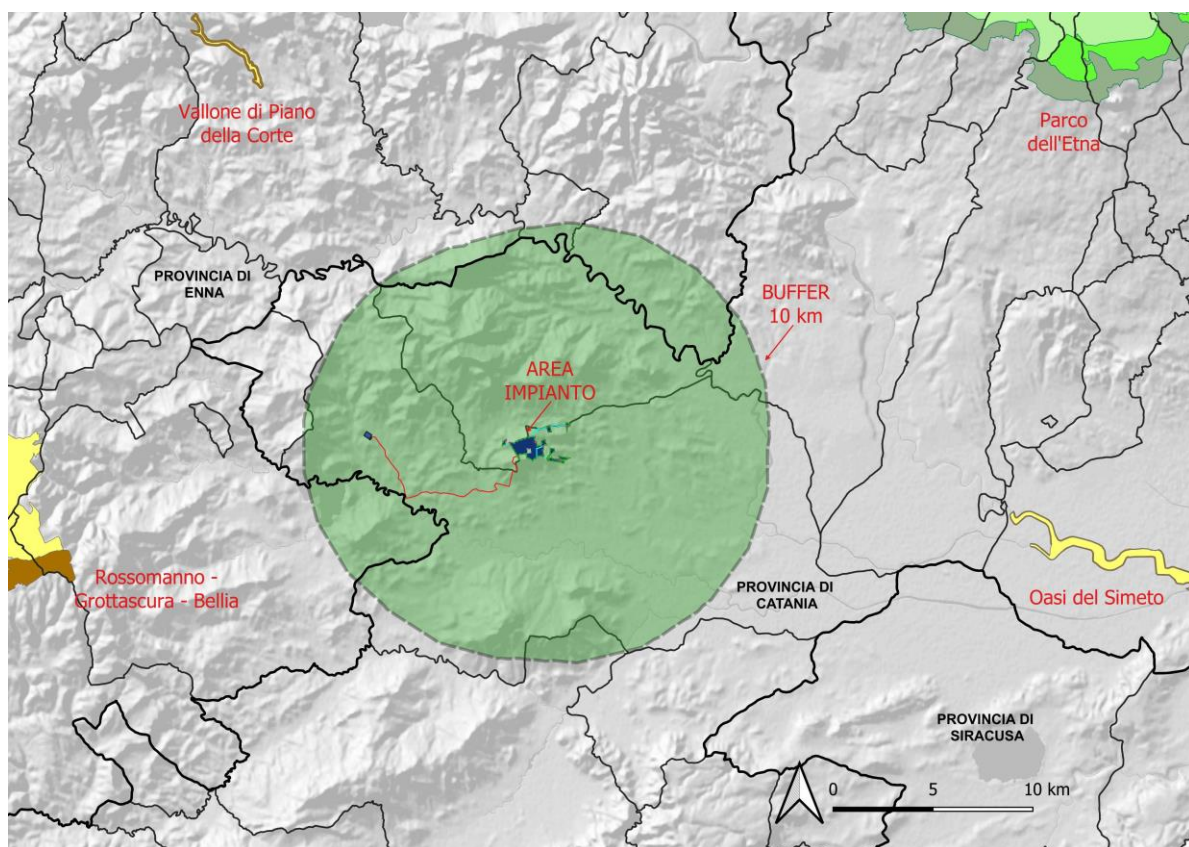 Vallone di Piano
della Corte
Parco
dell'Etna
PROVINCIA DI
ENNA
BUFFER
10 km
AREA
IMPIANTO
Rossomanno -
Grottascura - Bellia
PROVINCIA DI
CATANIA
Oasi del Simeto
PROVINCIA DI
SIRACUSA
0 5 10 km